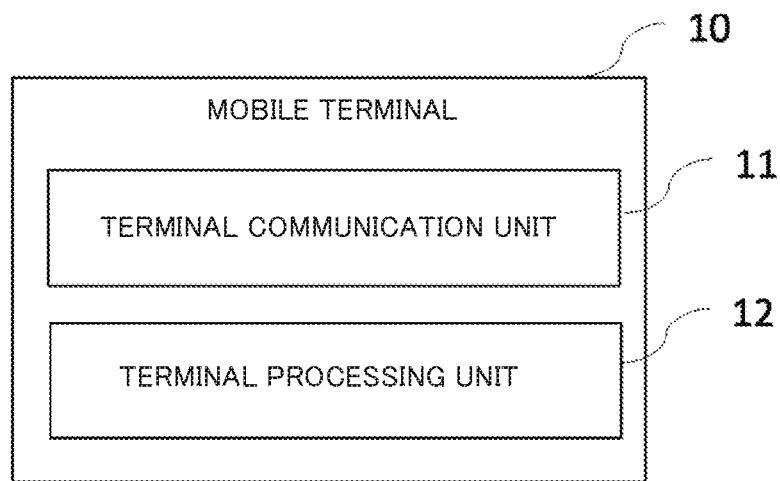 10
MOBILE TERMINAL
11
TERMINAL COMMUNICATION UNIT
12
TERMINAL PROCESSING UNIT